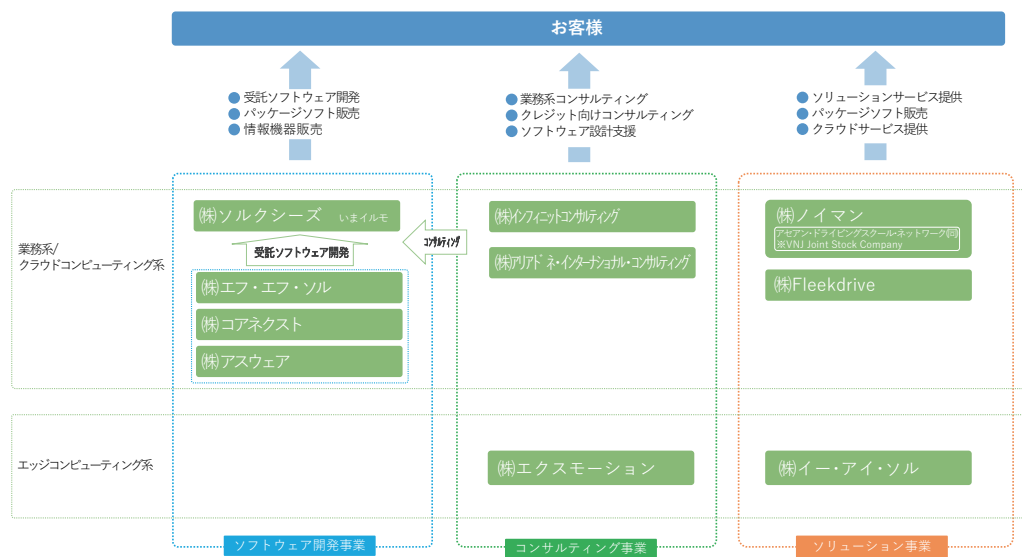 お客様
● 受託ソフトウェア開発
● パッケージソフト販売
● 情報機器販売
● 業務系コンサルティング
● クレジット向けコンサルティング
● ソフトウェア設計支援
● ソリューションサービス提供
● パッケージソフト販売
● クラウドサービス提供
業務系/
クラウドコンピューティング系
㈱ソルクシーズ いまイルモ
受託ソフトウェア開発
㈱エフ・エフ・ソル
㈱コアネクスト
㈱アスウェア
コンサルティング
㈱インフィニットコンサルティング
㈱アリアドネ・インターナショナル・コンサルティング
㈱ノイマン
アセアン・ドライビングスクール・ネットワーク(同)
※VNJ Joint Stock Company
㈱Fleekdrive
エッジコンピューティング系
㈱エクスモーション
㈱イー・アイ・ソル
ソフトウェア開発事業
コンサルティング事業
ソリューション事業